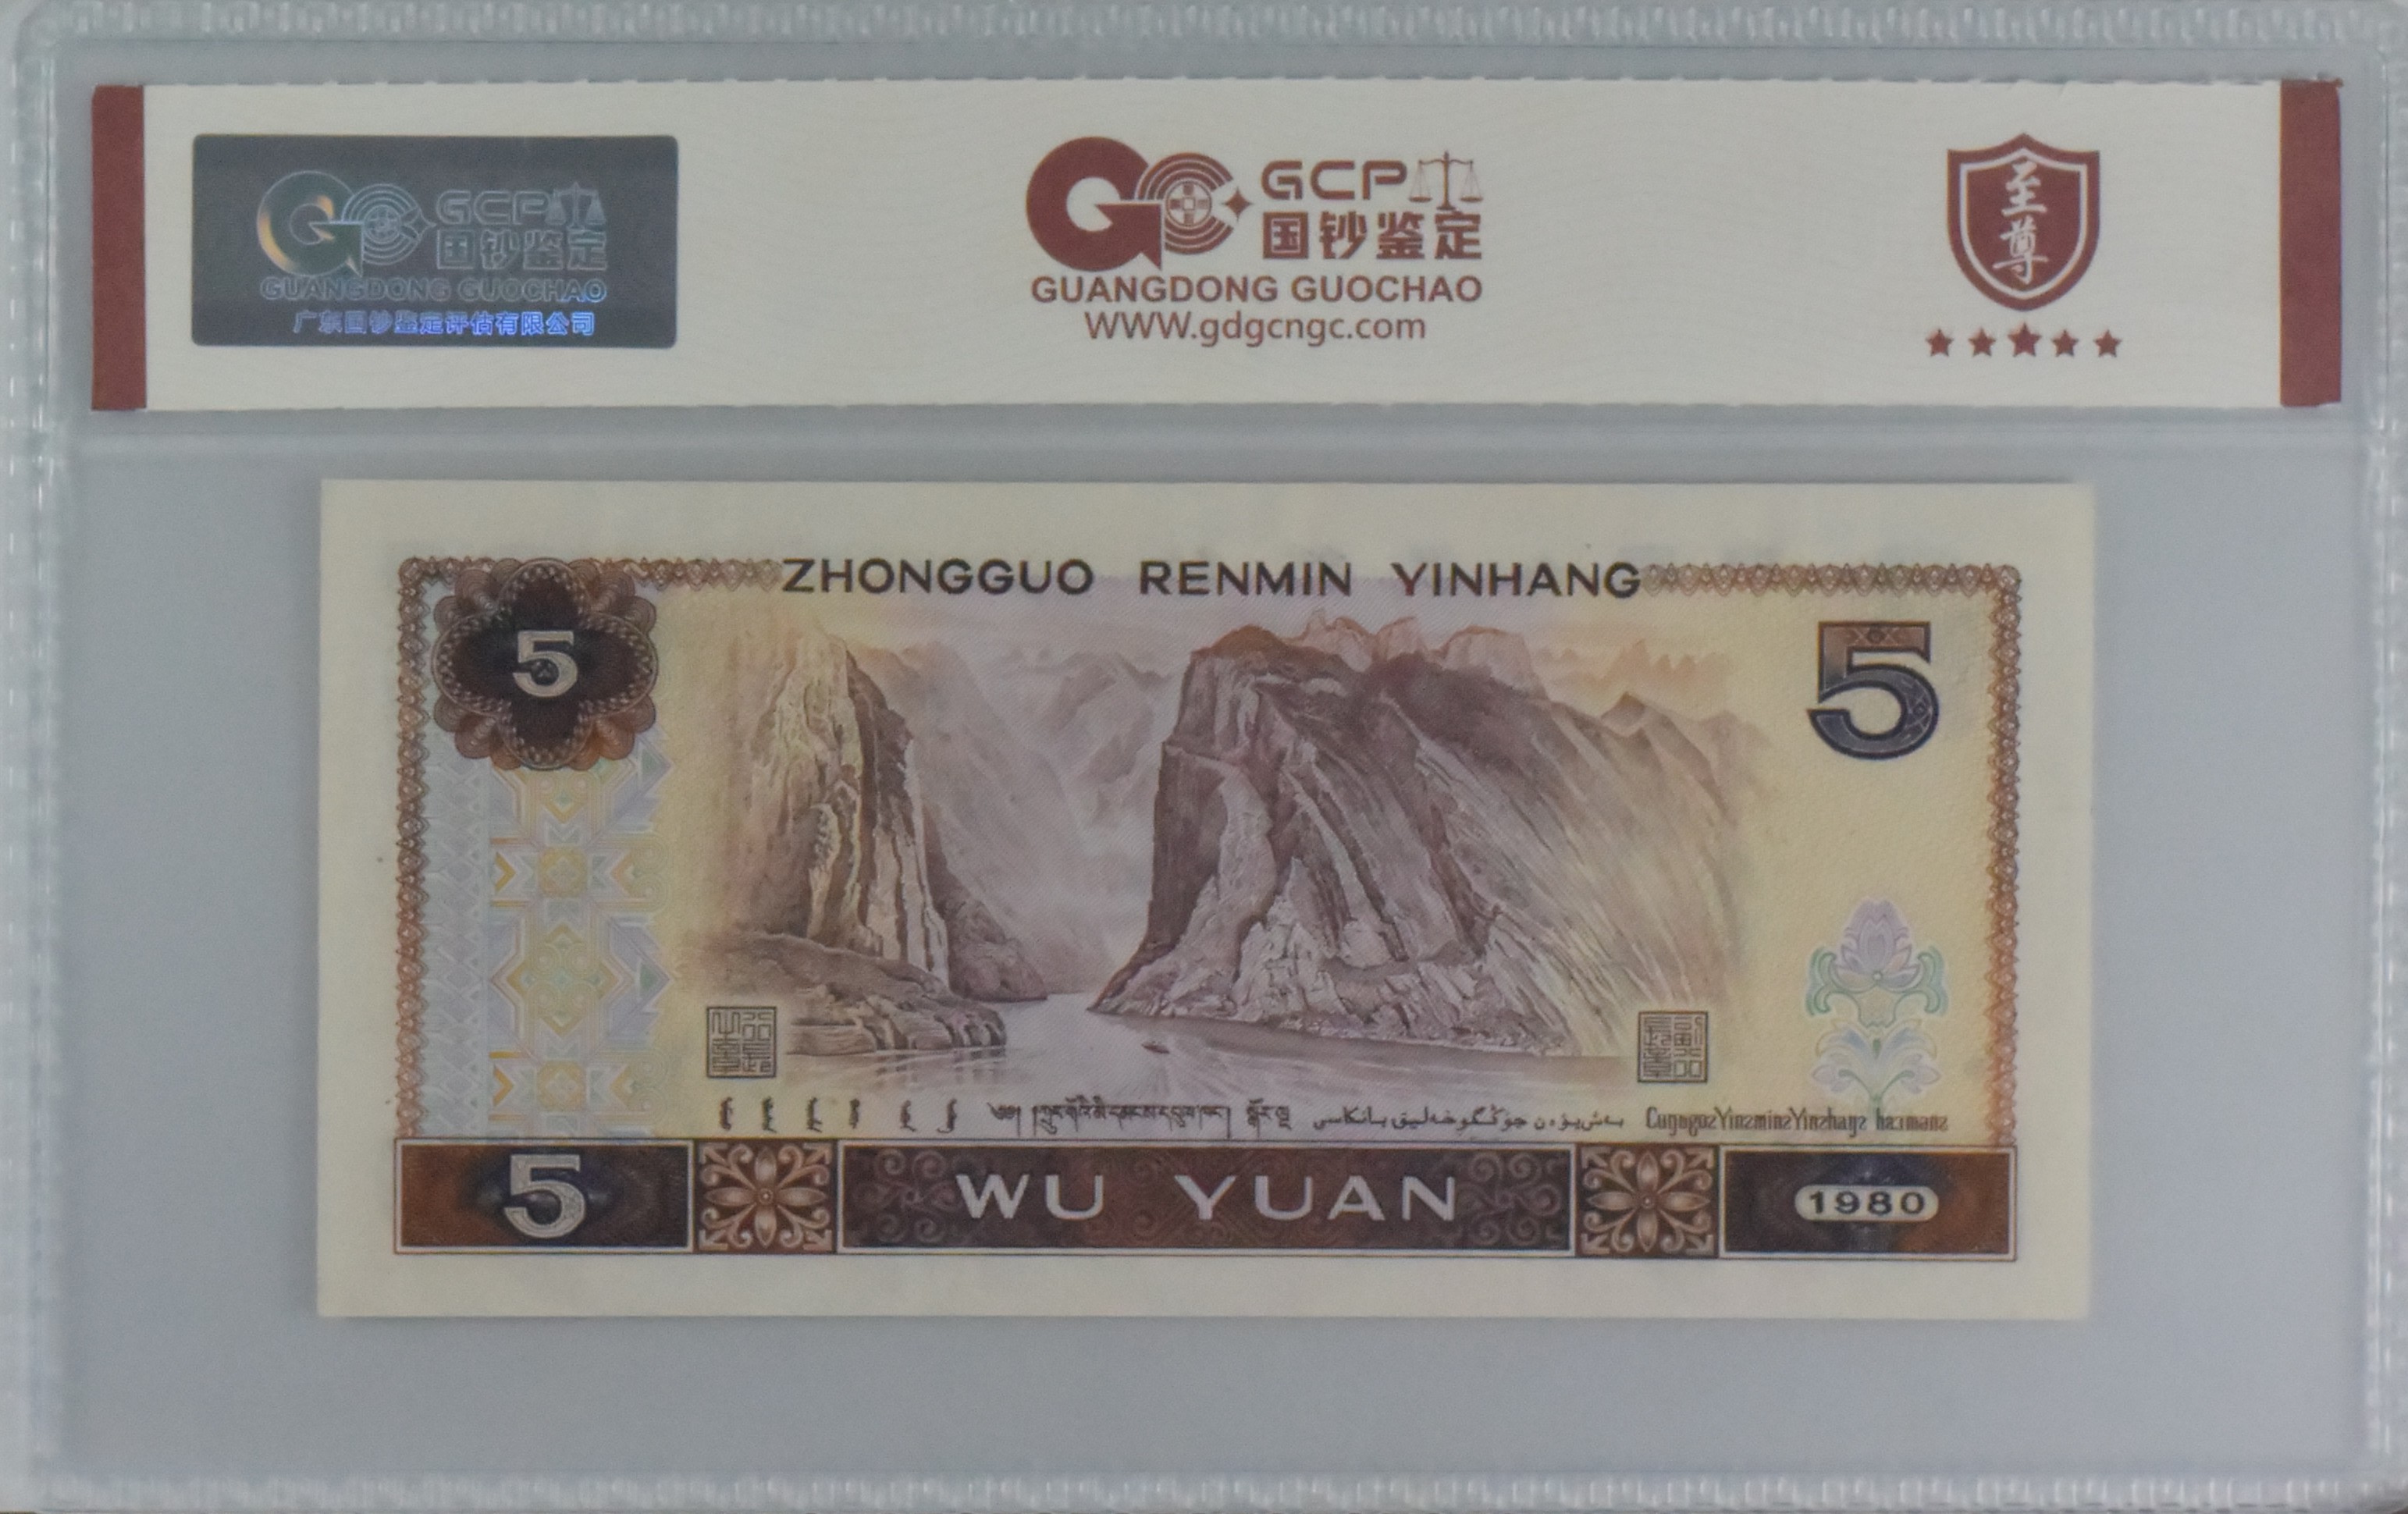 GCP
国钞鉴定
GUANGDONG GUOCHAO
广东国钞鉴定评估有限公司
GCP
国钞鉴定
GUANGDONG GUOCHAO
WWW.gdgcngc.com
至尊
ZHONGGUO RENMIN YINHANG
5
5
CuŋƨgozYinƨminƨYinƨhaŋƨ
5
WU YUAN
1980